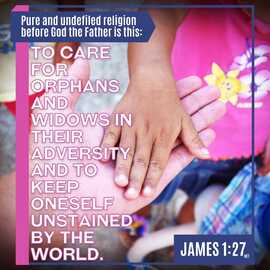 Pure and undefiled religion
before God the Father is this:
TO CARE
FOR
ORPHANS
AND
WIDOWS IN
THEIR
ADVERSITY
AND TO
KEEP
ONESELF
UNSTAINED
BY THE
WORLD.
JAMES 1:27